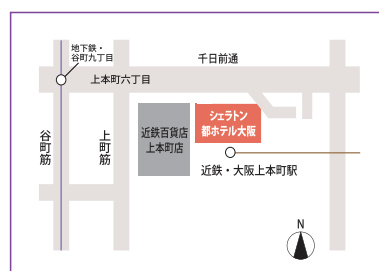 地下鉄・
谷町九丁目
千日前通
上本町六丁目
シェラトン
都ホテル大阪
近鉄百貨店
上本町店
谷町筋
上町筋
近鉄・大阪上本町駅
N